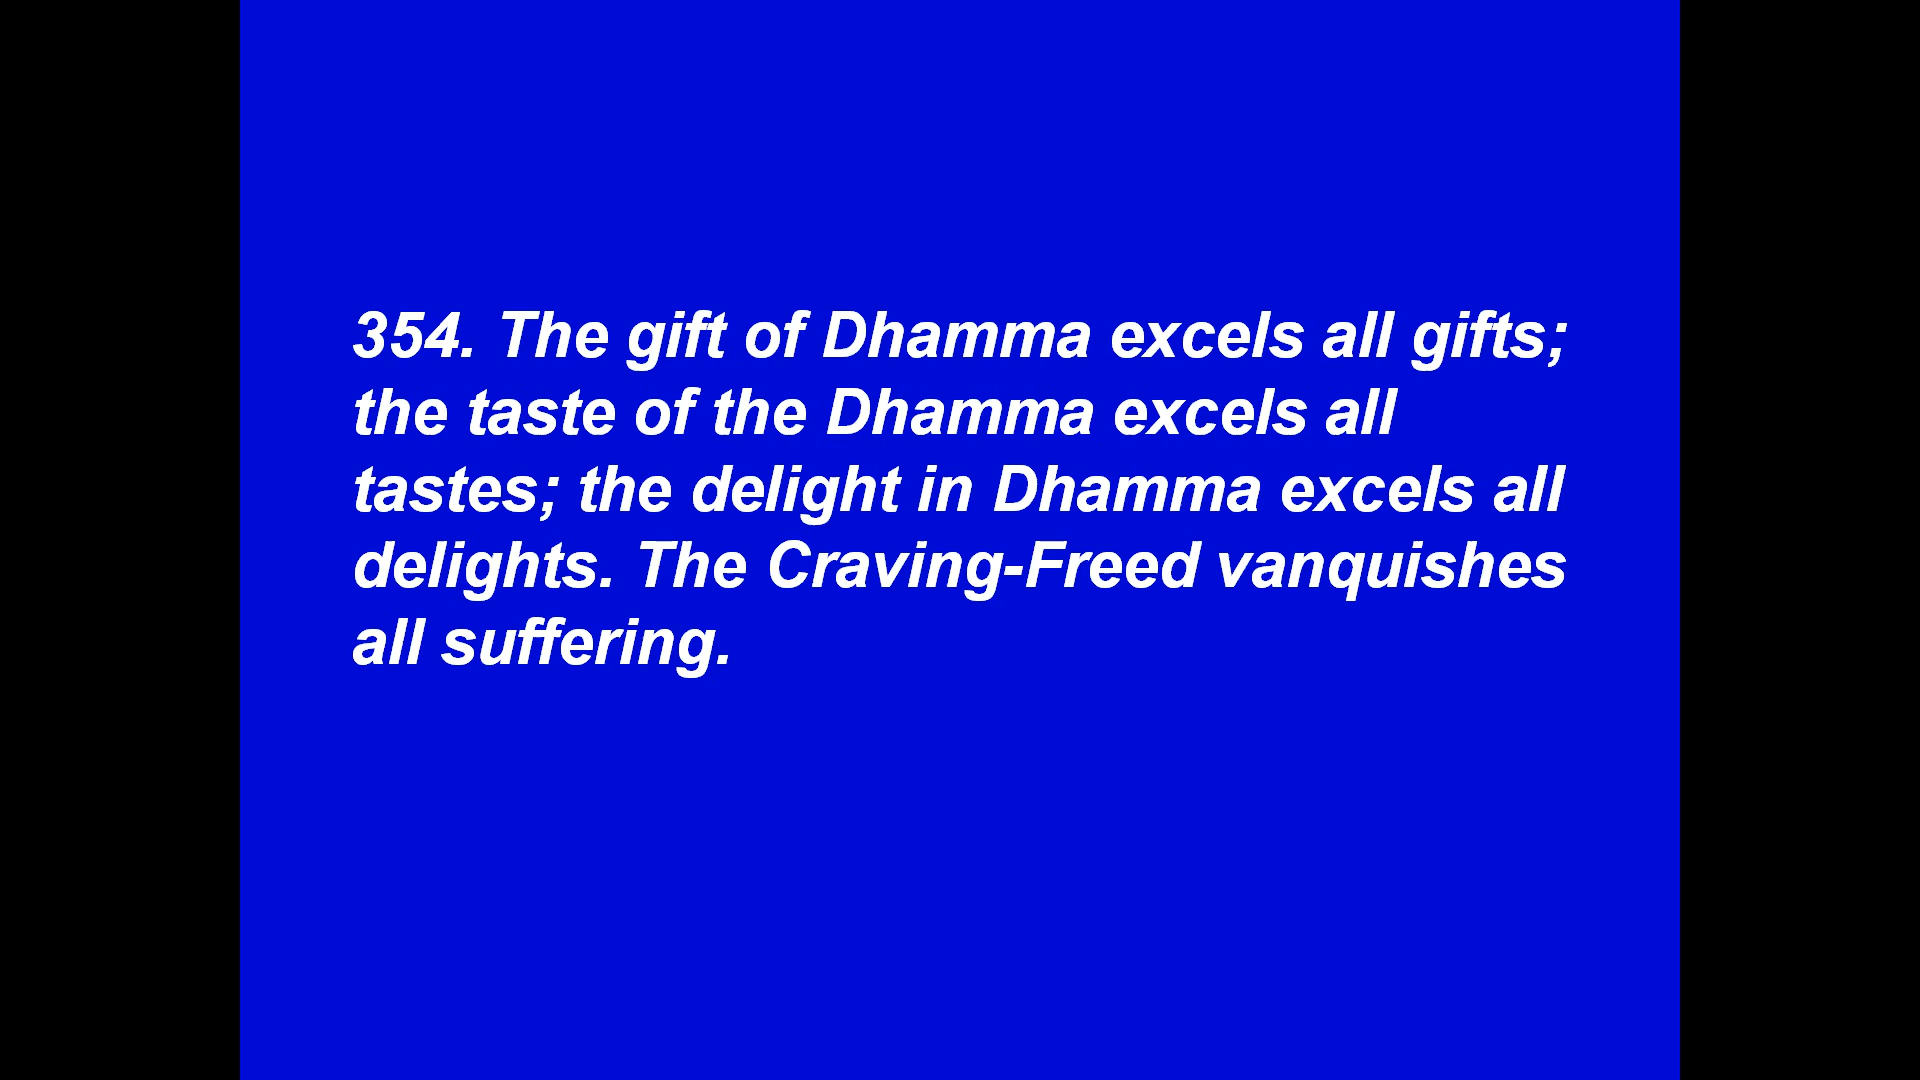 354. The gift of Dhamma excels all gifts;
the taste of the Dhamma excels all
tastes; the delight in Dhamma excels all
delights. The Craving-Freed vanquishes
all suffering.